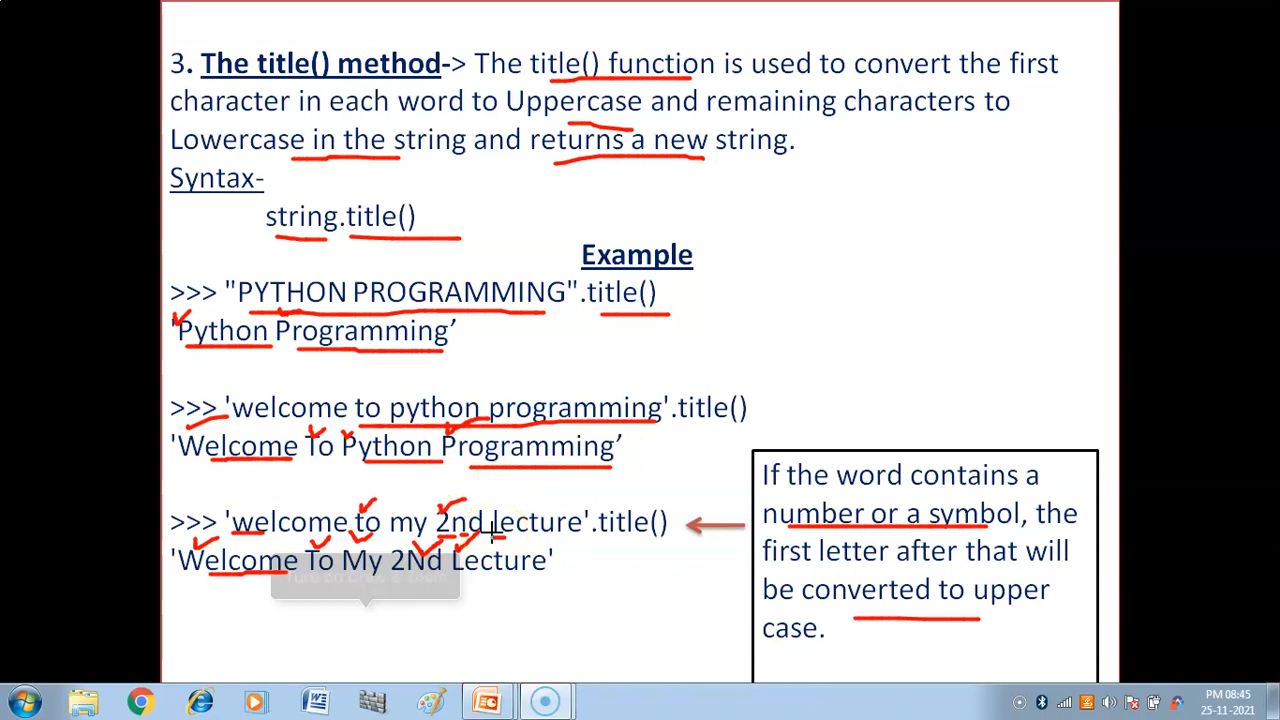 3. The title() method-> The title() function is used to convert the first
character in each word to Uppercase and remaining characters to
Lowercase in the string and returns a new string.
Syntax-
string.title()
Example
>>> "PYTHON PROGRAMMING".title()
'Python Programming’
>>> 'welcome to python programming'.title()
'Welcome To Python Programming’
>>> 'welcome to my 2nd lecture'.title()
'Welcome To My 2Nd Lecture'
If the word contains a
number or a symbol, the
first letter after that will
be converted to upper
case.
PM 08:45
25-11-2021